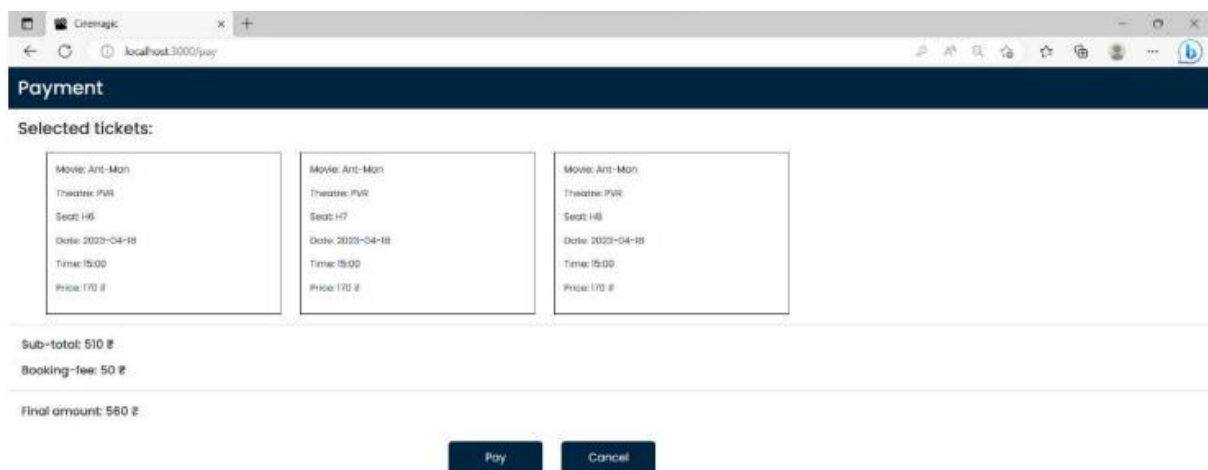 Cinemagic
localhost:3000/pay
Payment
Selected tickets:
Movie: Ant-Man
Theatre: PVR
Seat: H6
Date: 2023-04-18
Time: 15:00
Price: 170 ₹
Movie: Ant-Man
Theatre: PVR
Seat: H7
Date: 2023-04-18
Time: 15:00
Price: 170 ₹
Movie: Ant-Man
Theatre: PVR
Seat: H8
Date: 2023-04-18
Time: 15:00
Price: 170 ₹
Sub-total: 510 ₹
Booking-fee: 50 ₹
Final amount: 560 ₹
Pay Cancel